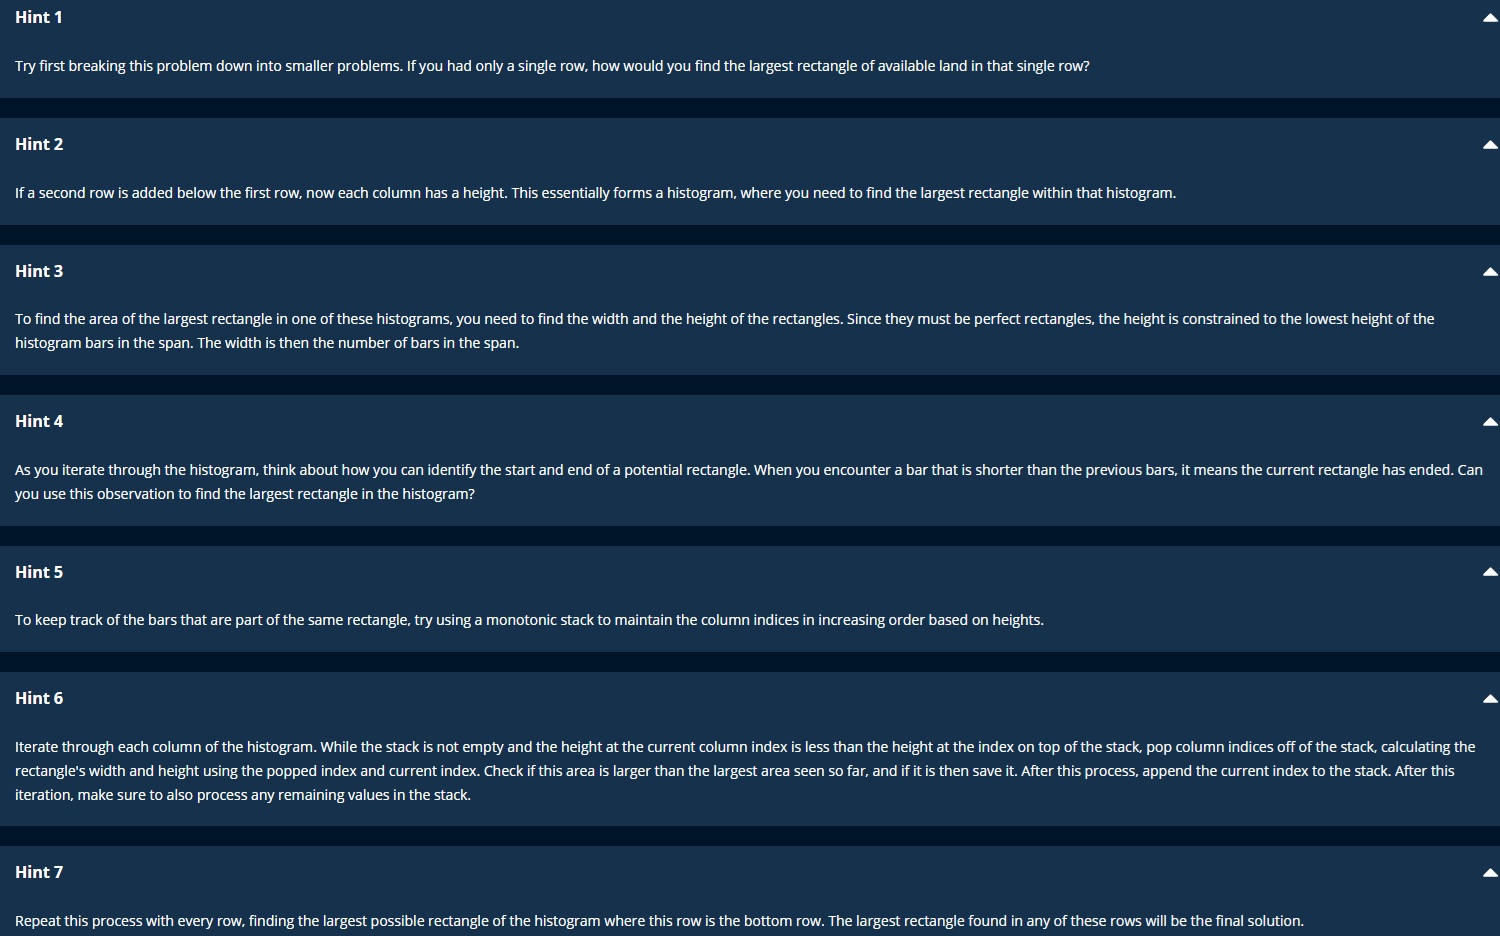 Hint 1
Try first breaking this problem down into smaller problems. If you had only a single row, how would you find the largest rectangle of available land in that single row?
Hint 2
If a second row is added below the first row, now each column has a height. This essentially forms a histogram, where you need to find the largest rectangle within that histogram.
Hint 3
To find the area of the largest rectangle in one of these histograms, you need to find the width and the height of the rectangles. Since they must be perfect rectangles, the height is constrained to the lowest height of the
histogram bars in the span. The width is then the number of bars in the span.
Hint 4
As you iterate through the histogram, think about how you can identify the start and end of a potential rectangle. When you encounter a bar that is shorter than the previous bars, it means the current rectangle has ended. Can
you use this observation to find the largest rectangle in the histogram?
Hint 5
To keep track of the bars that are part of the same rectangle, try using a monotonic stack to maintain the column indices in increasing order based on heights.
Hint 6
Iterate through each column of the histogram. While the stack is not empty and the height at the current column index is less than the height at the index on top of the stack, pop column indices off of the stack, calculating the
rectangle's width and height using the popped index and current index. Check if this area is larger than the largest area seen so far, and if it is then save it. After this process, append the current index to the stack. After this
iteration, make sure to also process any remaining values in the stack.
Hint 7
Repeat this process with every row, finding the largest possible rectangle of the histogram where this row is the bottom row. The largest rectangle found in any of these rows will be the final solution.